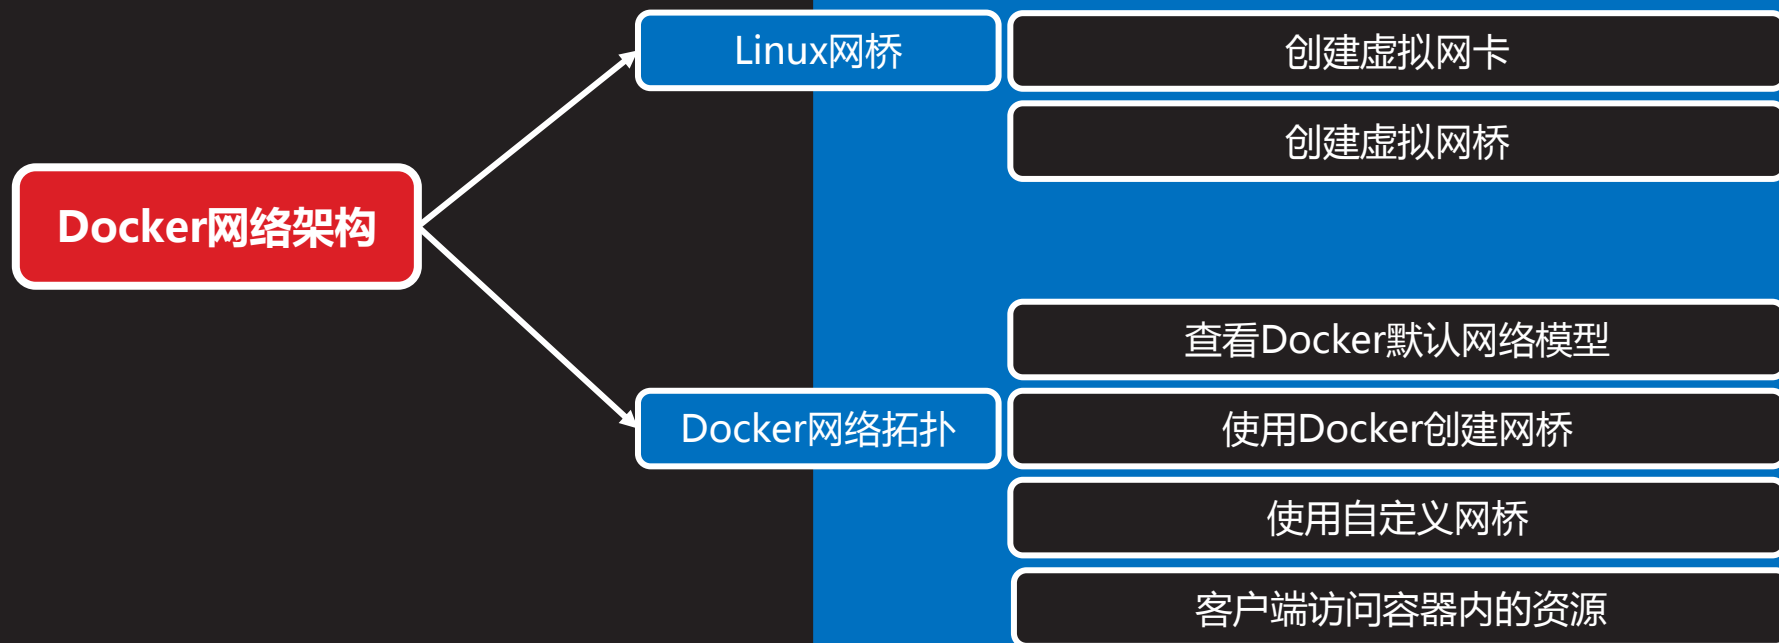 Docker网络架构
Linux网桥
创建虚拟网卡
创建虚拟网桥
Docker网络拓扑
查看Docker默认网络模型
使用Docker创建网桥
使用自定义网桥
客户端访问容器内的资源